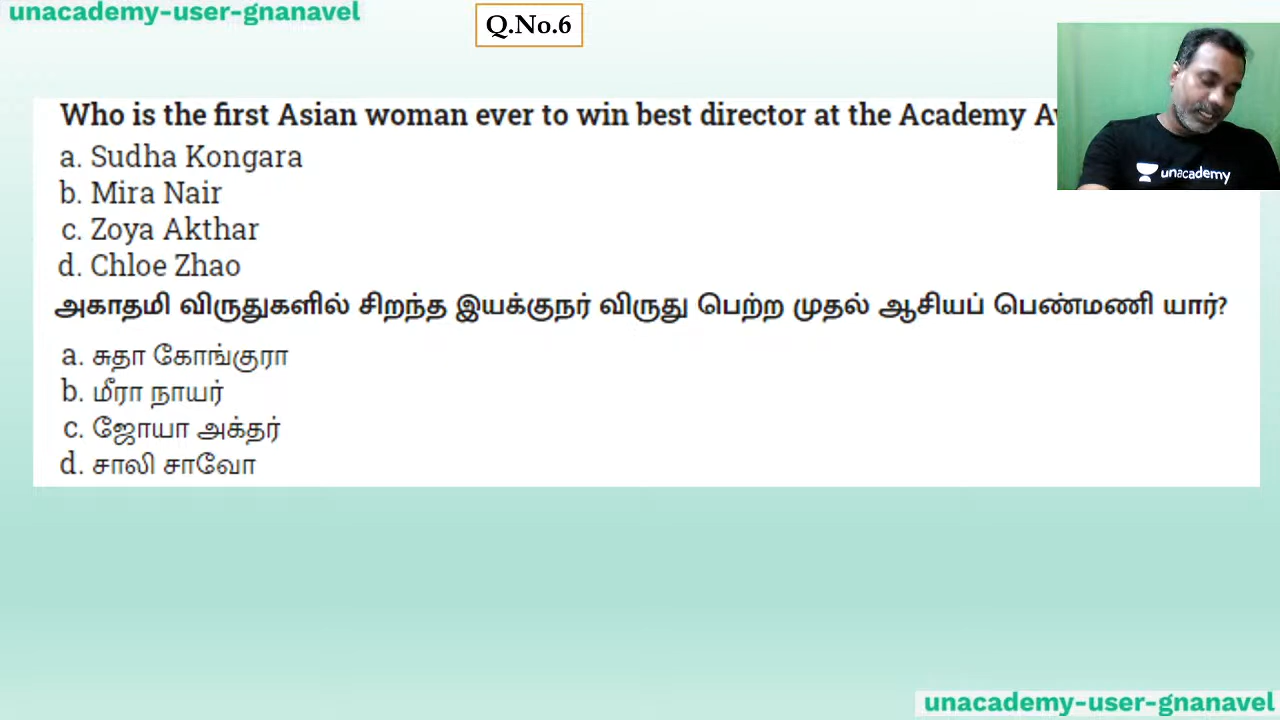 unacademy-user-gnanavel
Q.No.6
Who is the first Asian woman ever to win best director at the Academy
a. Sudha Kongara
b. Mira Nair
c. Zoya Akthar
d. Chloe Zhao
அகாதமி விருதுகளில் சிறந்த இயக்குநர் விருது பெற்ற முதல் ஆசியப் பெண்மணி யார்?
a. சுதா கோங்குரா
b. மீரா நாயர்
c. ஜோயா அக்தர்
d. சாலி சாவோ
unacademy
unacademy-user-gnanavel